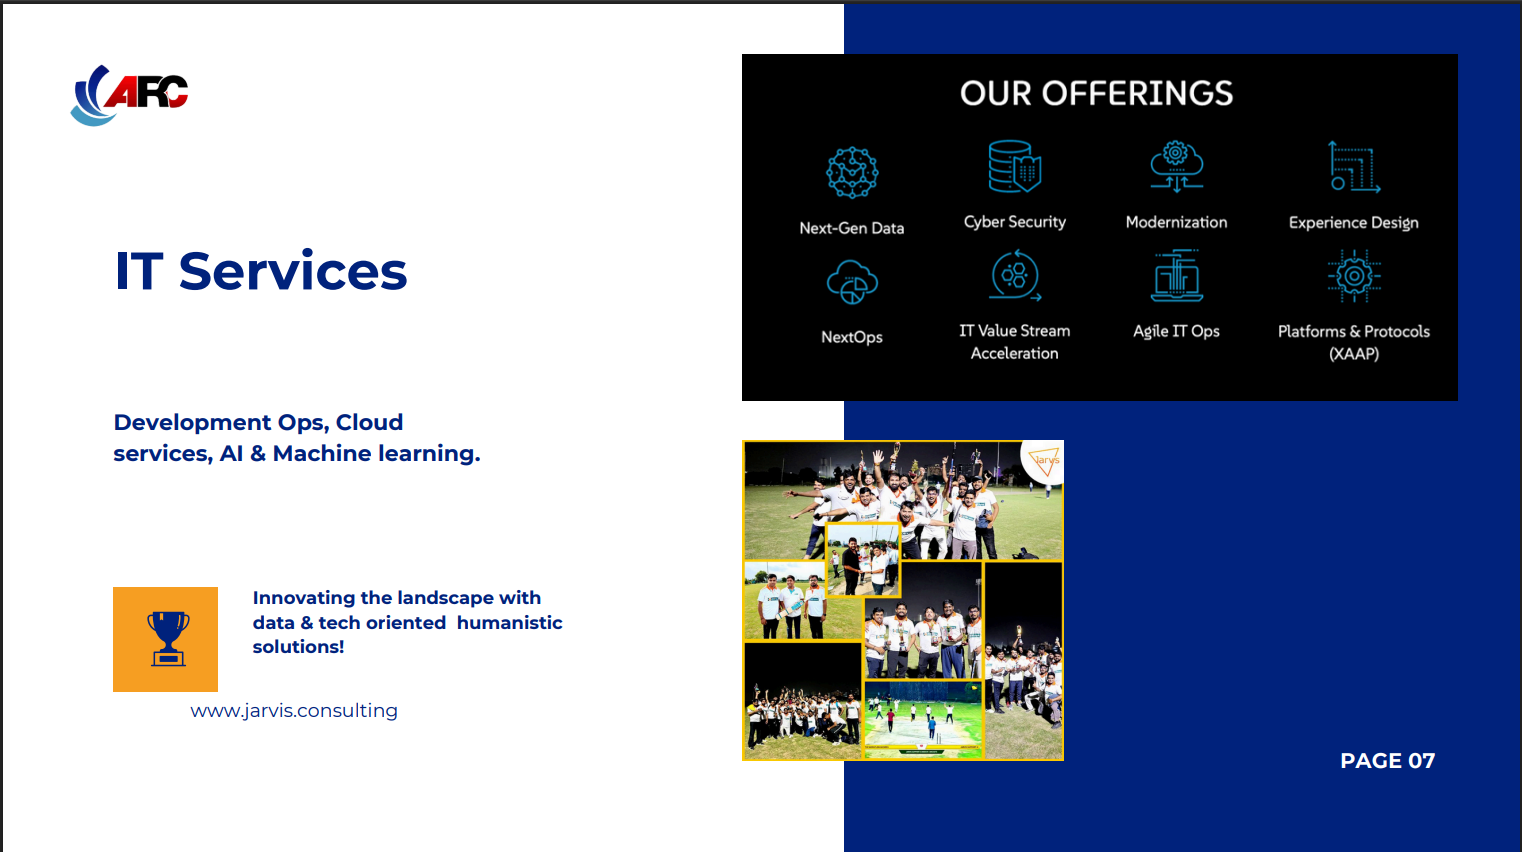 ARC
IT Services
Development Ops, Cloud
services, AI & Machine learning.
Innovating the landscape with
data & tech oriented humanistic
solutions!
www.jarvis.consulting
OUR OFFERINGS
Next-Gen Data
Cyber Security
Modernization
Experience Design
NextOps
IT Value Stream
Acceleration
Agile IT Ops
Platforms & Protocols
(XAAP)
Jarvis
PAGE 07